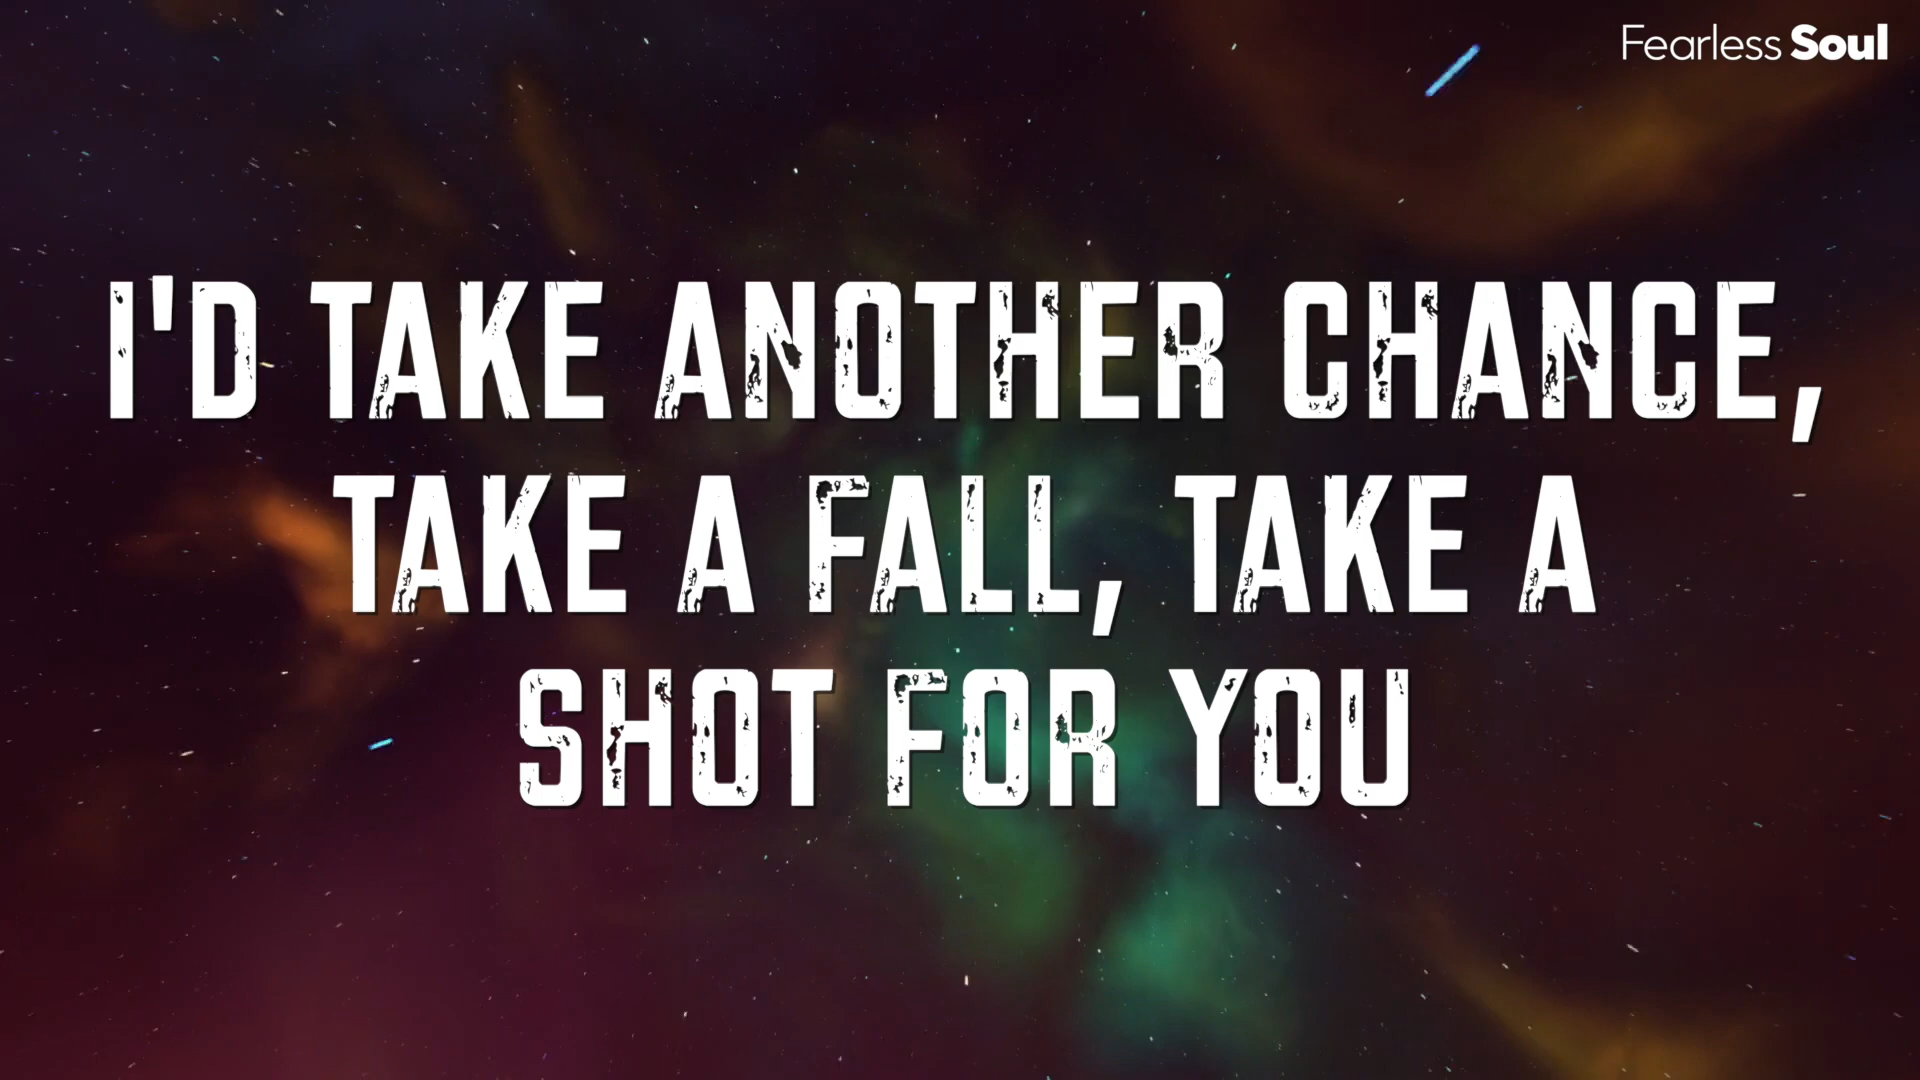 Fearless Soul
I'D TAKE ANOTHER CHANCE,
TAKE A FALL, TAKE A
SHOT FOR YOU